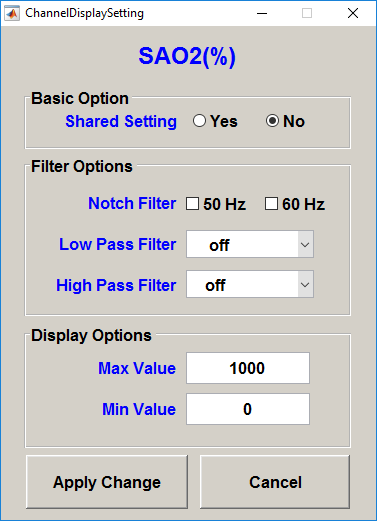 ChannelDisplaySetting
SAO2(%)
Basic Option
Shared Setting Yes No
Filter Options
Notch Filter 50 Hz 60 Hz
Low Pass Filter off
High Pass Filter off
Display Options
Max Value 1000
Min Value 0
Apply Change Cancel